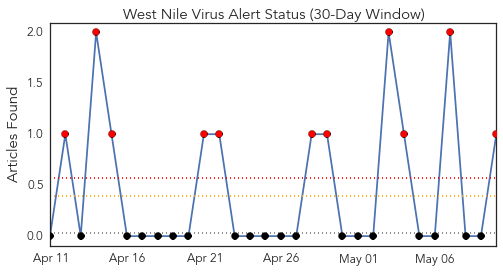 West Nile Virus Alert Status (30-Day Window)
Articles Found
2.0
1.5
1.0
0.5
0.0
Apr 11
Apr 16
Apr 21
Apr 26
May 01
May 06